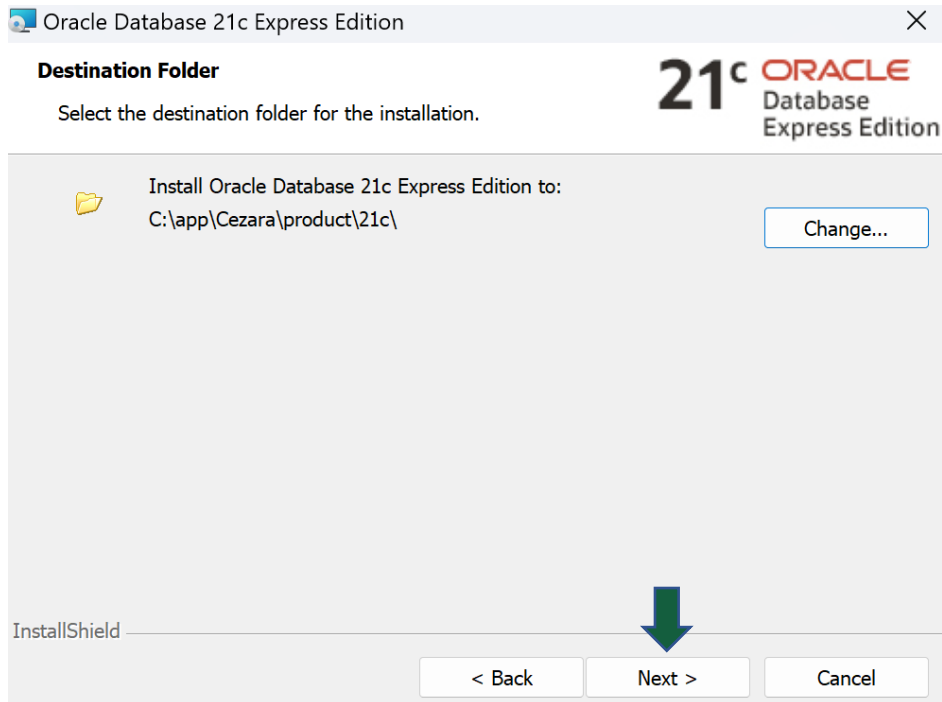 Oracle Database 21c Express Edition
Destination Folder
Select the destination folder for the installation.
21c ORACLE
Database
Express Edition
Install Oracle Database 21c Express Edition to:
C:\app\Cezara\product\21c\
Change...
InstallShield
< Back
Next >
Cancel